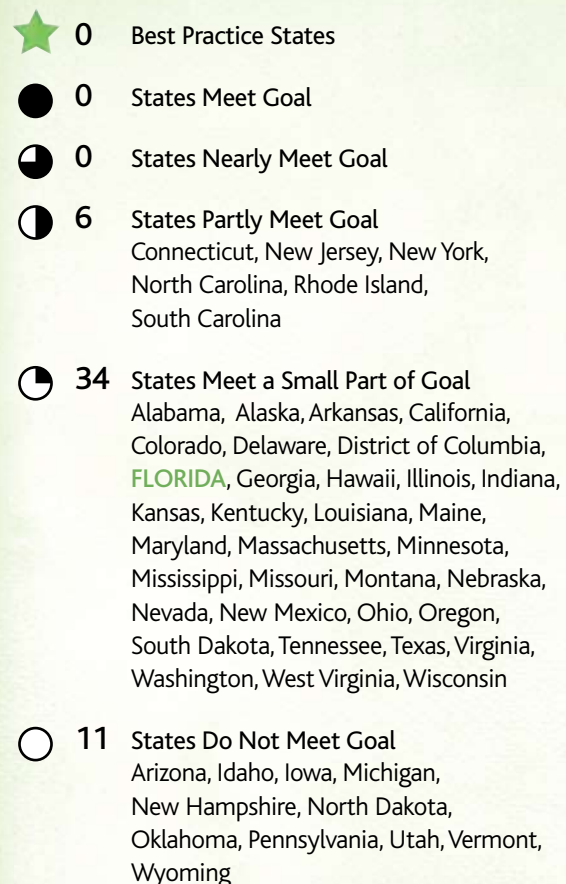 0 Best Practice States
0 States Meet Goal
0 States Nearly Meet Goal
6 States Partly Meet Goal
Connecticut, New Jersey, New York,
North Carolina, Rhode Island,
South Carolina
34 States Meet a Small Part of Goal
Alabama, Alaska, Arkansas, California,
Colorado, Delaware, District of Columbia,
FLORIDA, Georgia, Hawaii, Illinois, Indiana,
Kansas, Kentucky, Louisiana, Maine,
Maryland, Massachusetts, Minnesota,
Mississippi, Missouri, Montana, Nebraska,
Nevada, New Mexico, Ohio, Oregon,
South Dakota, Tennessee, Texas, Virginia,
Washington, West Virginia, Wisconsin
11 States Do Not Meet Goal
Arizona, Idaho, Iowa, Michigan,
New Hampshire, North Dakota,
Oklahoma, Pennsylvania, Utah, Vermont,
Wyoming